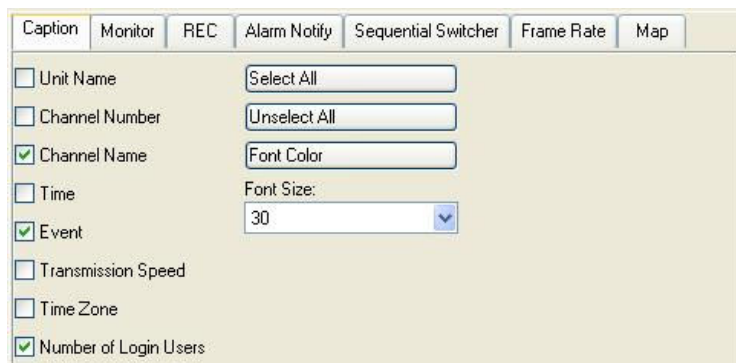 Caption Monitor REC Alarm Notify Sequential Switcher Frame Rate Map
Unit Name Select All
Channel Number Unselect All
Channel Name Font Color
Time Font Size:
30
Event
Transmission Speed
Time Zone
Number of Login Users